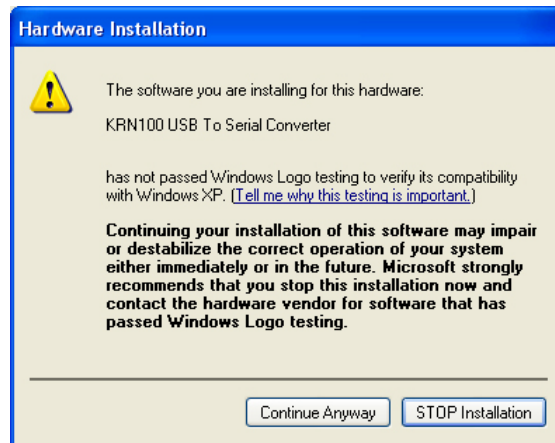 Hardware Installation
The software you are installing for this hardware:
KRN100 USB To Serial Converter
has not passed Windows Logo testing to verify its compatibility
with Windows XP. (Tell me why this testing is important.)
Continuing your installation of this software may impair
or destabilize the correct operation of your system
either immediately or in the future. Microsoft strongly
recommends that you stop this installation now and
contact the hardware vendor for software that has
passed Windows Logo testing.
Continue Anyway
STOP Installation